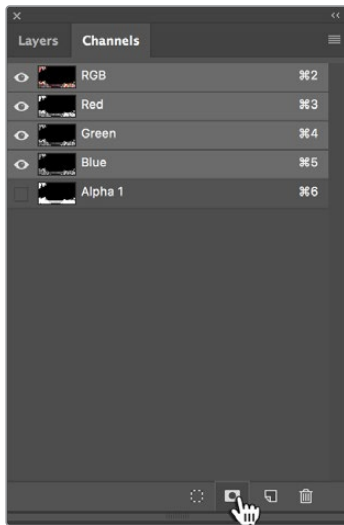 Layers Channels
RGB ⌘2
Red ⌘3
Green ⌘4
Blue ⌘5
Alpha 1 ⌘6